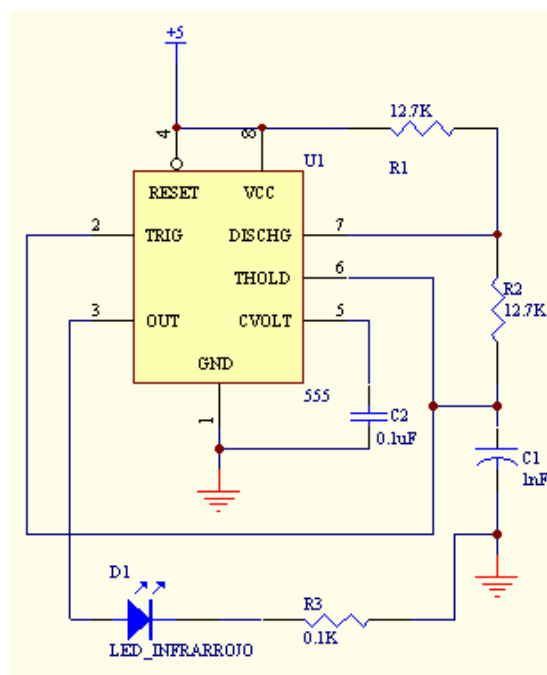 +5
4
8
12.7K
U1
R1
RESET
VCC
2
TRIG
DISCHG
7
THOLD
6
R2
12.7K
3
OUT
CVOLT
5
GND
1
555
C2
0.1uF
C1
1nF
D1
R3
0.1K
LED_INFRARROJO